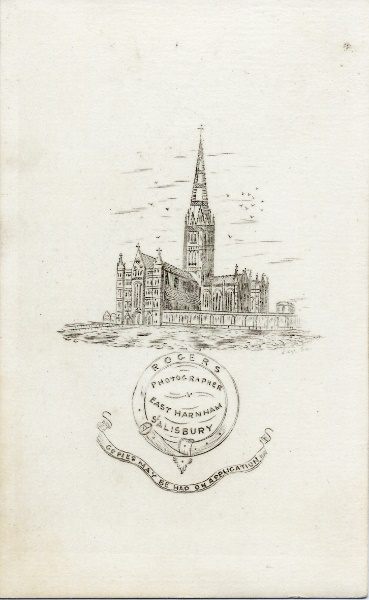 ROGERS
PHOTOGRAPHER
EAST HARNHAM
SALISBURY
COPIES MAY BE HAD ON APPLICATION